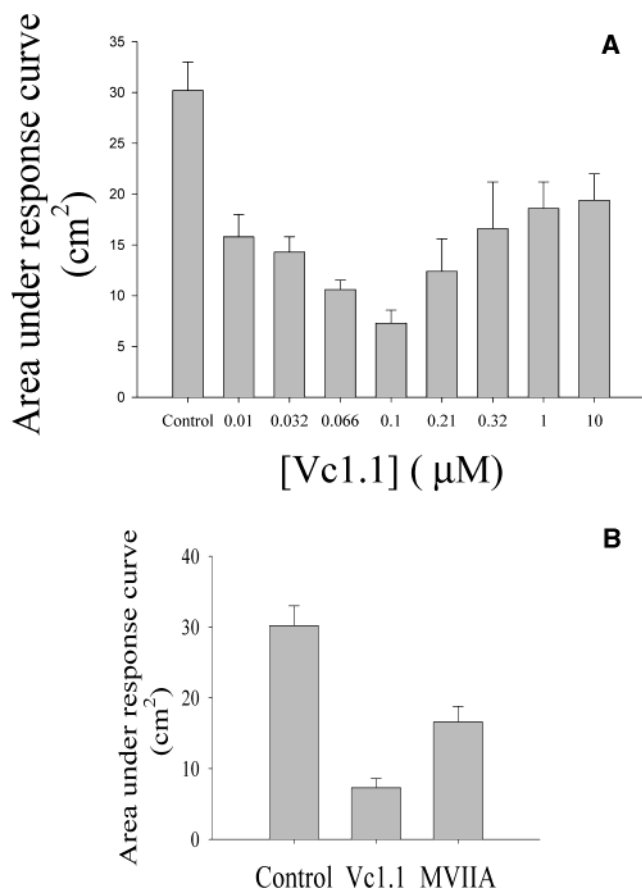 A
Area under response curve
(cm²)
35
30
25
20
15
10
5
0
Control 0.01 0.032 0.066 0.1 0.21 0.32 1 10
[Vc1.1] ( μM)
B
Area under response curve
(cm²)
40
30
20
10
0
Control Vc1.1 MVIIA